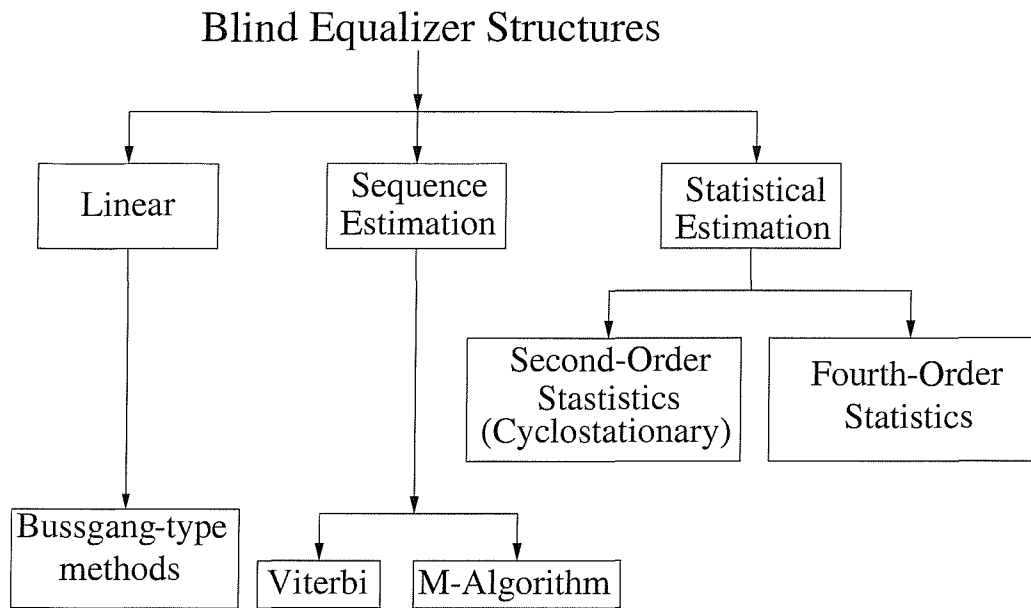 Blind Equalizer Structures
Linear
Sequence
Estimation
Statistical
Estimation
Second-Order
Stastistics
(Cyclostationary)
Fourth-Order
Statistics
Bussgang-type
methods
Viterbi
M-Algorithm